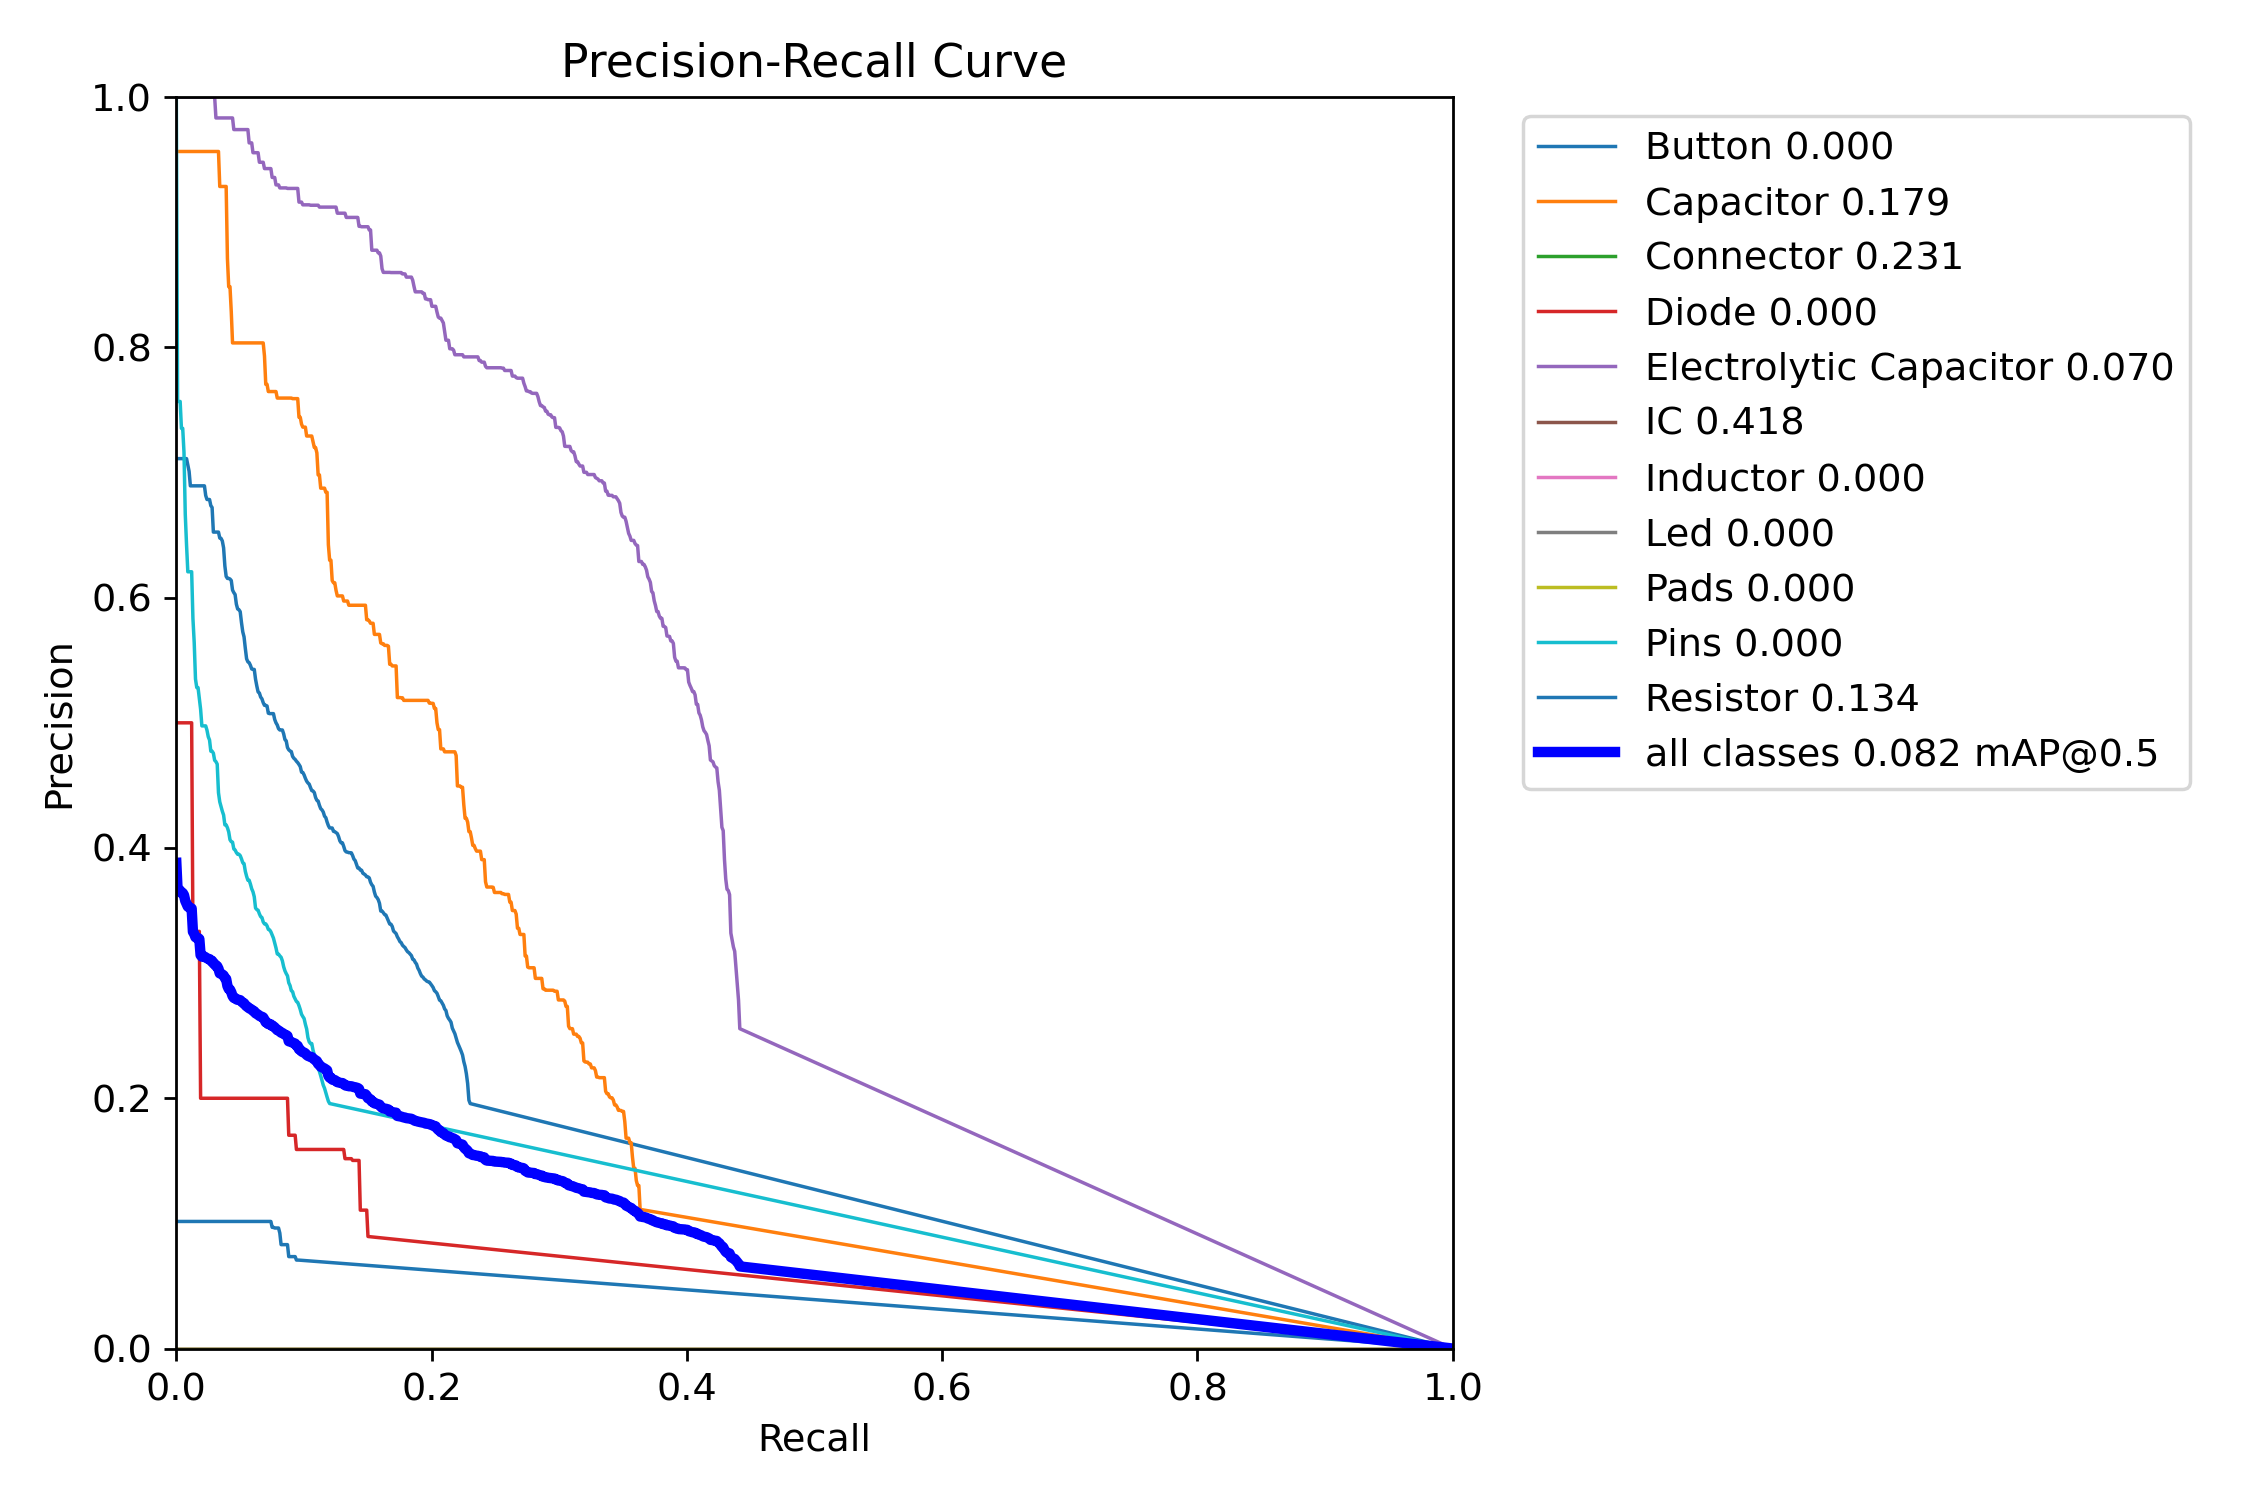 Precision-Recall Curve
1.0
0.8
0.6
0.4
0.2
0.0
Precision
0.0 0.2 0.4 0.6 0.8 1.0
Recall
Button 0.000
Capacitor 0.179
Connector 0.231
Diode 0.000
Electrolytic Capacitor 0.070
IC 0.418
Inductor 0.000
Led 0.000
Pads 0.000
Pins 0.000
Resistor 0.134
all classes 0.082 mAP@0.5